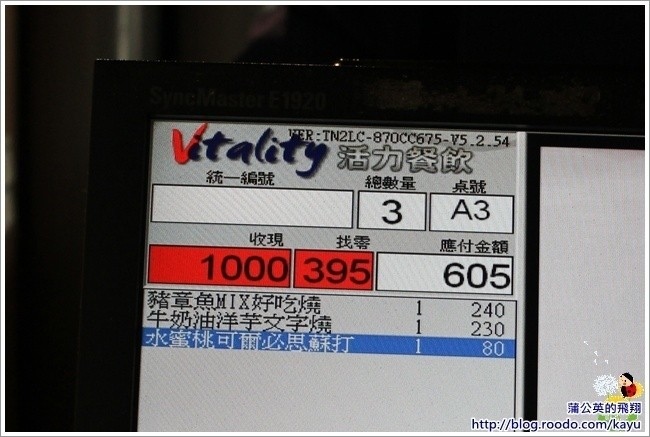 SyncMaster E1920
VER:TN2LC-870CC675-V5.2.54
Vitality 活力餐飲
統一編號 總數量 桌號
3 A3
收現 找零 應付金額
1000 395 605
豬章魚MIX好吃燒 1 240
牛奶油洋芋文字燒 1 230
水蜜桃可爾必思蘇打 1 80
蒲公英的飛翔
http://blog.roodo.com/kayu